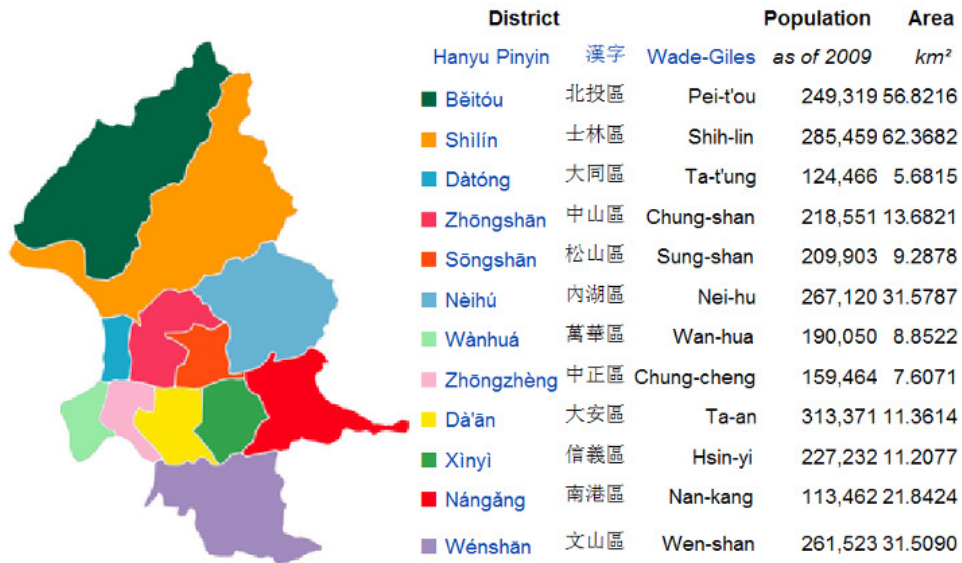 District Population Area
Hanyu Pinyin 漢字 Wade-Giles as of 2009 km²
Běitóu 北投區 Pei-t'ou 249,319 56.8216
Shìlín 士林區 Shih-lin 285,459 62.3682
Dàtóng 大同區 Ta-t'ung 124,466 5.6815
Zhōngshān 中山區 Chung-shan 218,551 13.6821
Sōngshān 松山區 Sung-shan 209,903 9.2878
Nèihú 內湖區 Nei-hu 267,120 31.5787
Wànhuá 萬華區 Wan-hua 190,050 8.8522
Zhōngzhèng 中正區 Chung-cheng 159,464 7.6071
Dà'ān 大安區 Ta-an 313,371 11.3614
Xìnyì 信義區 Hsin-yi 227,232 11.2077
Nángǎng 南港區 Nan-kang 113,462 21.8424
Wénshān 文山區 Wen-shan 261,523 31.5090